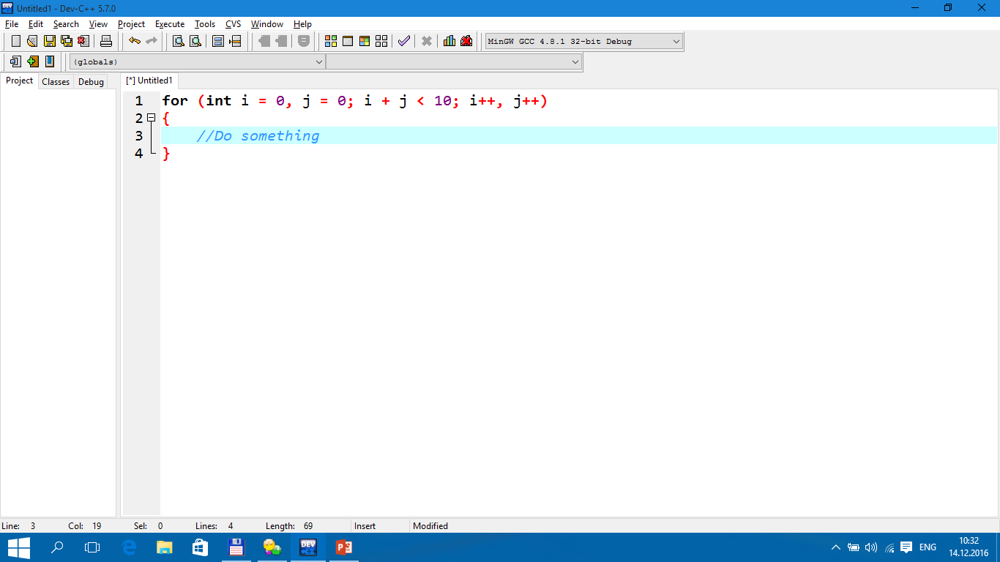 Untitled1 - Dev-C++ 5.7.0
File Edit Search View Project Execute Tools CVS Window Help
MinGW GCC 4.8.1 32-bit Debug
(globals)
Project Classes Debug [*] Untitled1
1 for (int i = 0, j = 0; i + j < 10; i++, j++)
2 {
3 //Do something
4 }
Line: 3 Col: 19 Sel: 0 Lines: 4 Length: 69 Insert Modified
DEV C++ P ENG 10:32
14.12.2016